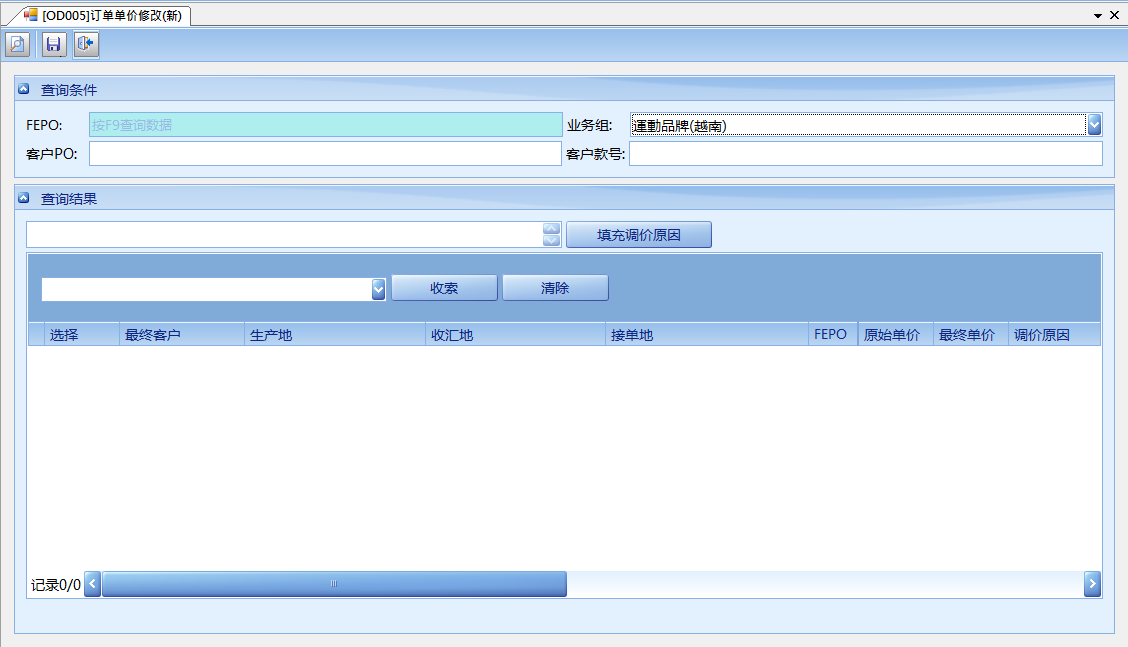 [OD005]订单单价修改(新)
查询条件
FEPO: 按F9查询数据 业务组: 運動品牌(越南)
客户PO: 客户款号:
查询结果
填充调价原因
收索 清除
选择 最终客户 生产地 收汇地 接单地 FEPO 原始单价 最终单价 调价原因
记录0/0